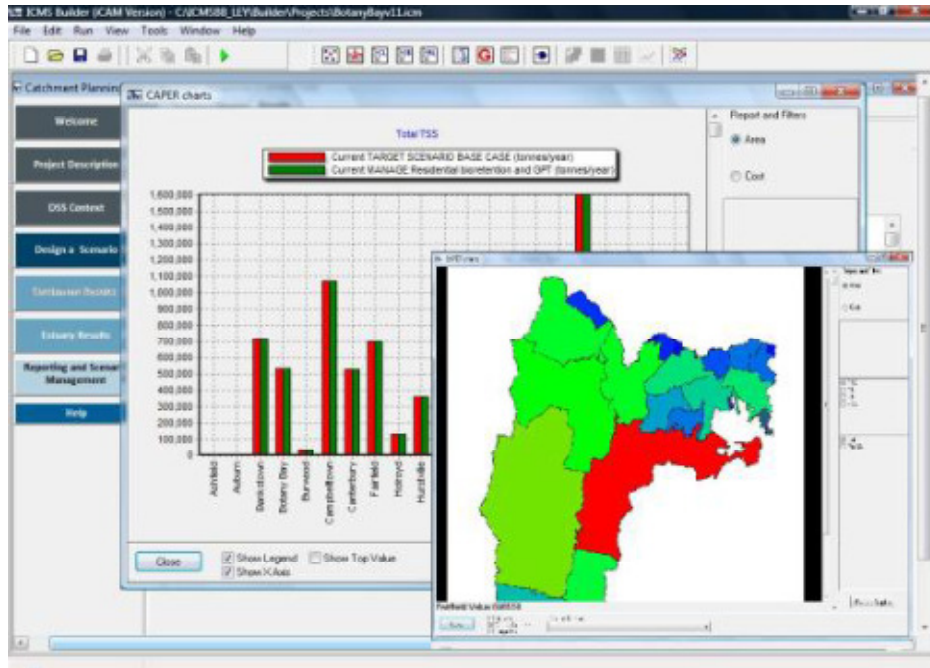 ICMS Builder (iCAM Version) - C:\ICMS88_LEY\Builder\Projects\BotanyBayv11.icm
File Edit Run View Tools Window Help
Catchment Planning
CAPER charts
Welcome
Project Description
DSS Context
Design a Scenario
Estuary Results
Reporting and Scenar
Management
Help
Total TSS
Current TARGET SCENARIO BASE CASE (tonnes/year)
Current MANAGE Residential bioretention and GPT (tonnes/year)
1,600,000
1,500,000
1,400,000
1,300,000
1,200,000
1,100,000
1,000,000
900,000
800,000
700,000
600,000
500,000
400,000
300,000
200,000
100,000
0
Ashfield
Auburn
Bankstown
Botany Bay
Burwood
Campbelltown
Canterbury
Fairfield
Holroyd
Hurstville
Close
Show Legend
Show Top Value
Show X Axis
Report and Filters
Area
Cost